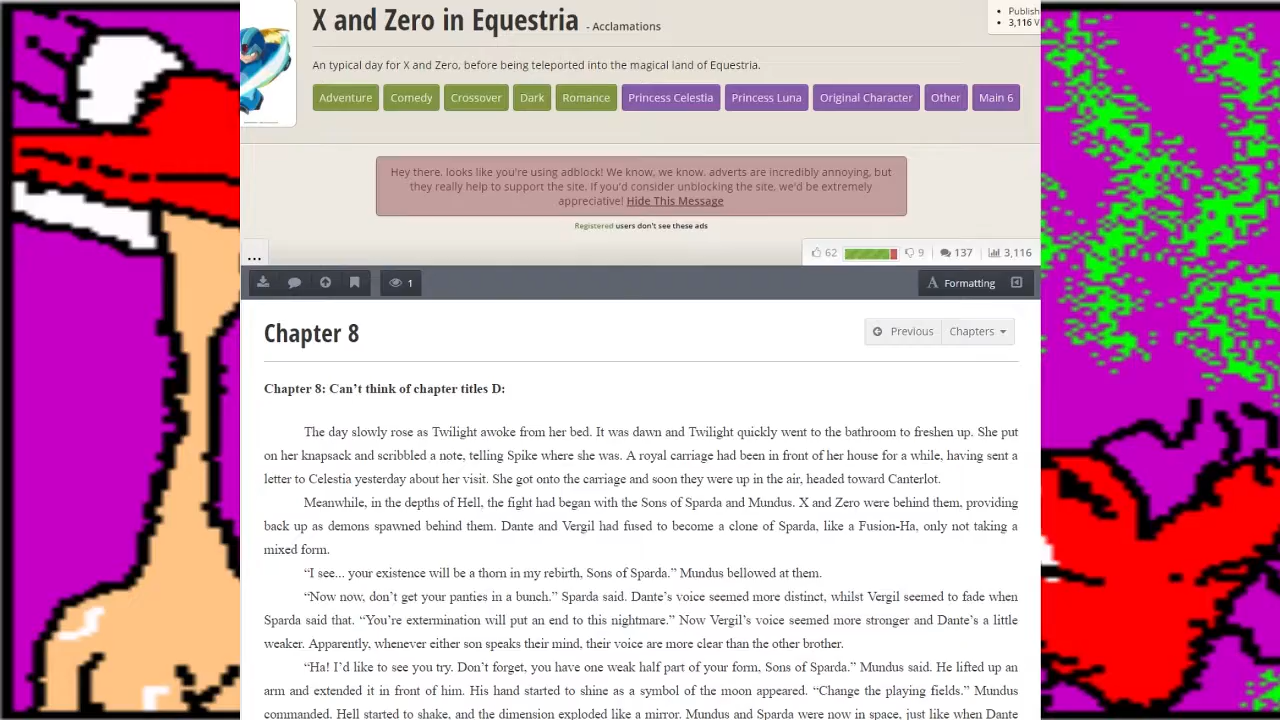 X and Zero in Equestria - Acclamations
Publish
3,116 V
An typical day for X and Zero, before being teleported into the magical land of Equestria.
Adventure
Crossover
Dark
Romance
Princess Celestia
Princess Luna
Original Character
Main 6
Hey there! Looks like you're using adblock! We know, we know, adverts are incredibly annoying, but
they really help to support the site. If you'd consider unblocking the site, we'd be extremely
appreciative! Hide This Message
Registered users don't see these ads
...
62
9
137
3,116
1
Formatting
Chapter 8
Previous
Chapters
Chapter 8: Can’t think of chapter titles D:
The day slowly rose as Twilight awoke from her bed. It was dawn and Twilight quickly went to the bathroom to freshen up. She put
on her knapsack and scribbled a note, telling Spike where she was. A royal carriage had been in front of her house for a while, having sent a
letter to Celestia yesterday about her visit. She got onto the carriage and soon they were up in the air, headed toward Canterlot.
Meanwhile, in the depths of Hell, the fight had began with the Sons of Sparda and Mundus. X and Zero were behind them, providing
back up as demons spawned behind them. Dante and Vergil had fused to become a clone of Sparda, like a Fusion-Ha, only not taking a
mixed form.
“I see... your existence will be a thorn in my rebirth, Sons of Sparda.” Mundus bellowed at them.
“Now now, don’t get your panties in a bunch.” Sparda said. Dante’s voice seemed more distinct, whilst Vergil seemed to fade when
Sparda said that. “You’re extermination will put an end to this nightmare.” Now Vergil’s voice seemed more stronger and Dante’s a little
weaker. Apparently, whenever either son speaks their mind, their voice are more clear than the other brother.
“Ha! I’d like to see you try. Don’t forget, you have one weak half part of your form, Sons of Sparda.” Mundus said. He lifted up an
arm and extended it in front of him. His hand started to shine as a symbol of the moon appeared. “Change the playing fields.” Mundus
commanded. Hell started to shake, and the dimension exploded like a mirror. Mundus and Sparda were now in space, just like when Dante